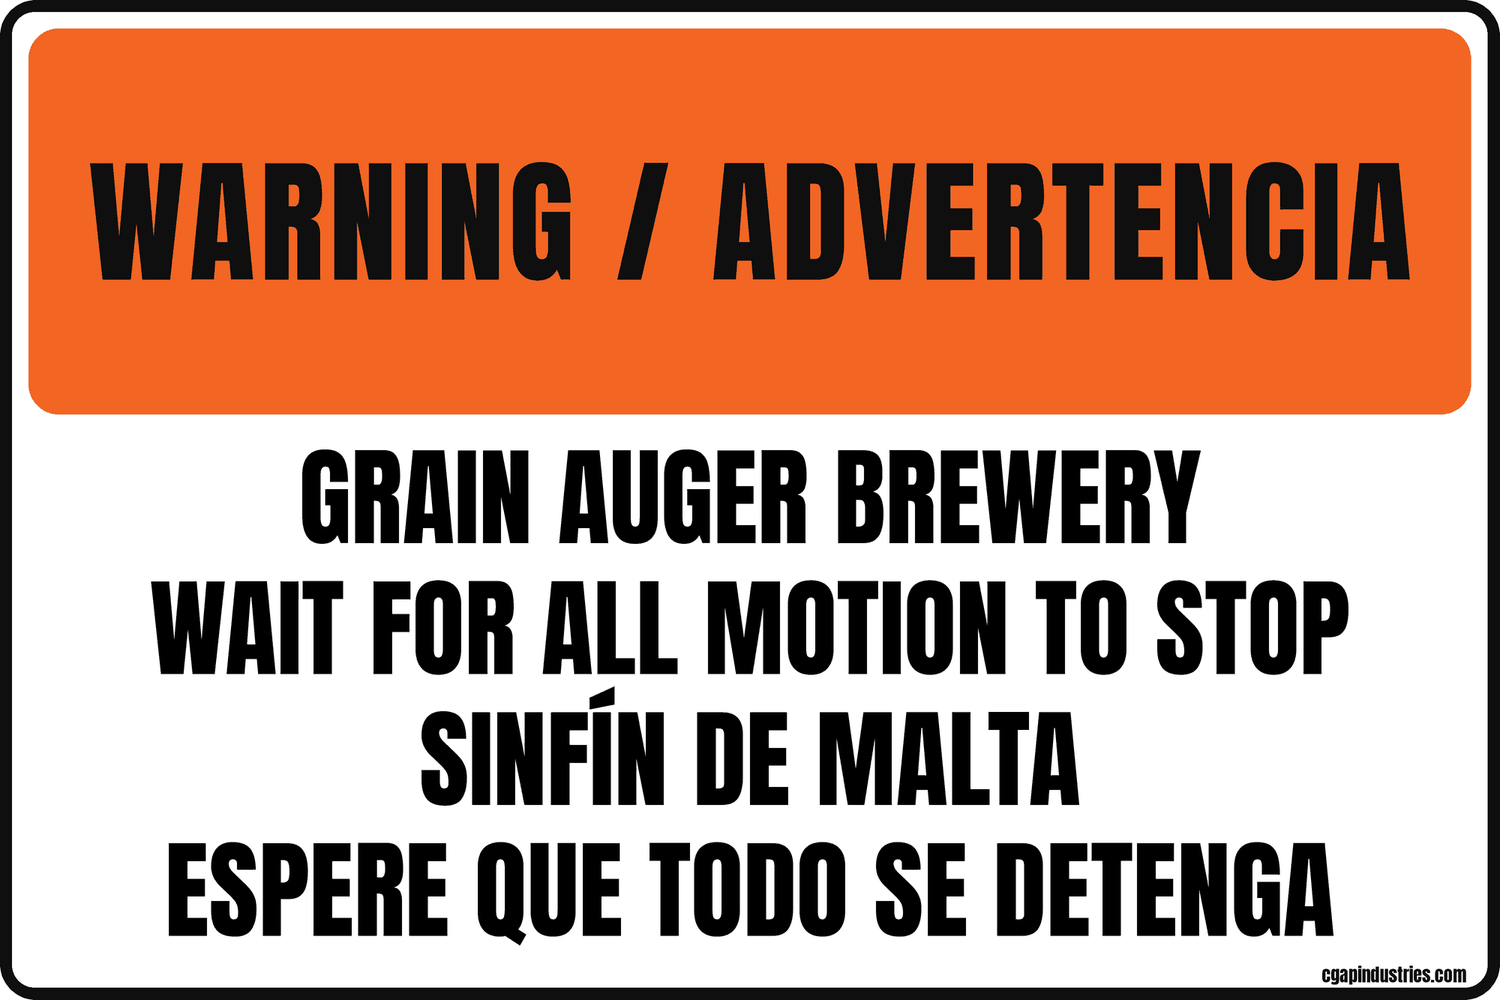 WARNING / ADVERTENCIA
GRAIN AUGER BREWERY
WAIT FOR ALL MOTION TO STOP
SINFÍN DE MALTA
ESPERE QUE TODO SE DETENGA
cgapindustries.com